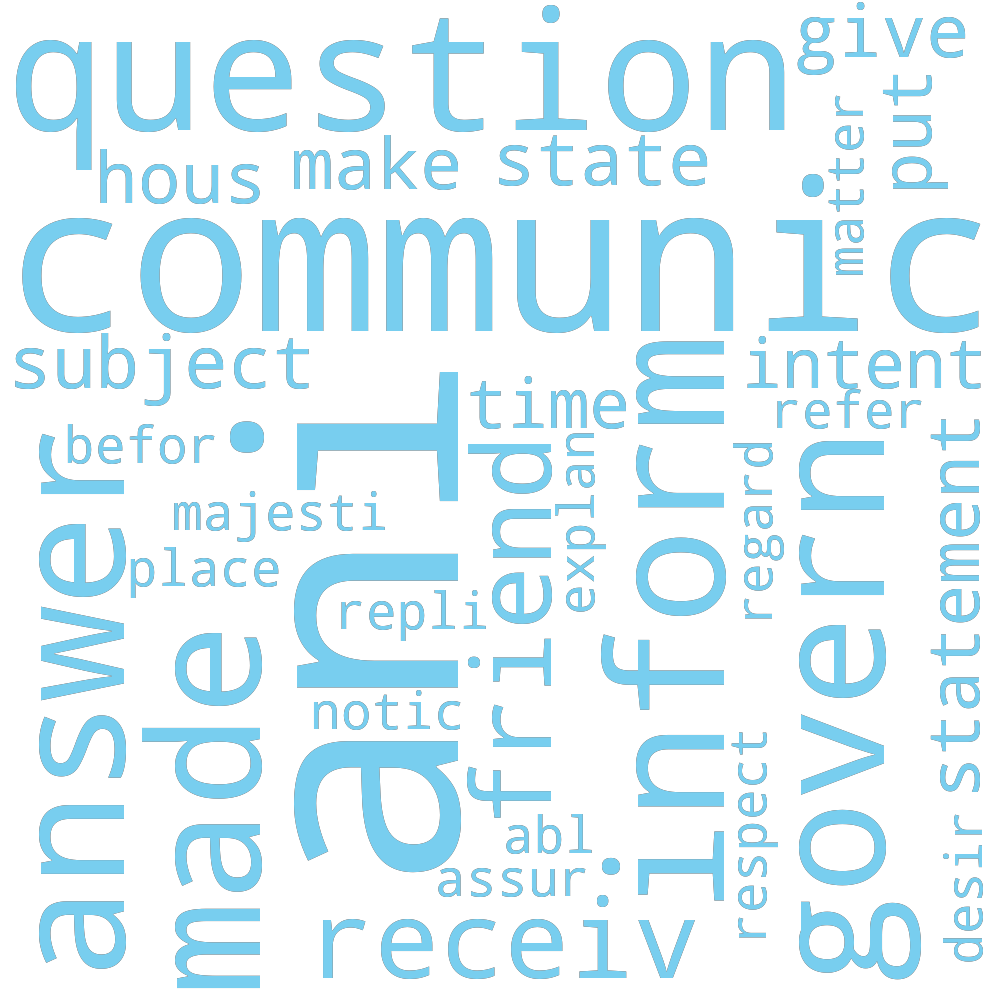 question
give
put
matter
hous
make
state
communic
subject
intent
time
refer
befor
answer
made
ani
friend
explan
inform
regard
govern
statement
majesti
place
repli
notic
abl
assur
receiv
respect
desir